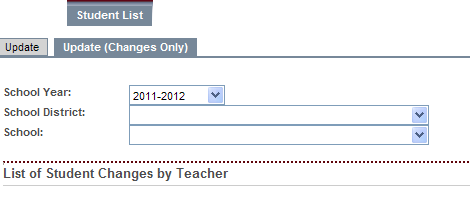 Student List
Update Update (Changes Only)
School Year: 2011-2012
School District:
School:
List of Student Changes by Teacher